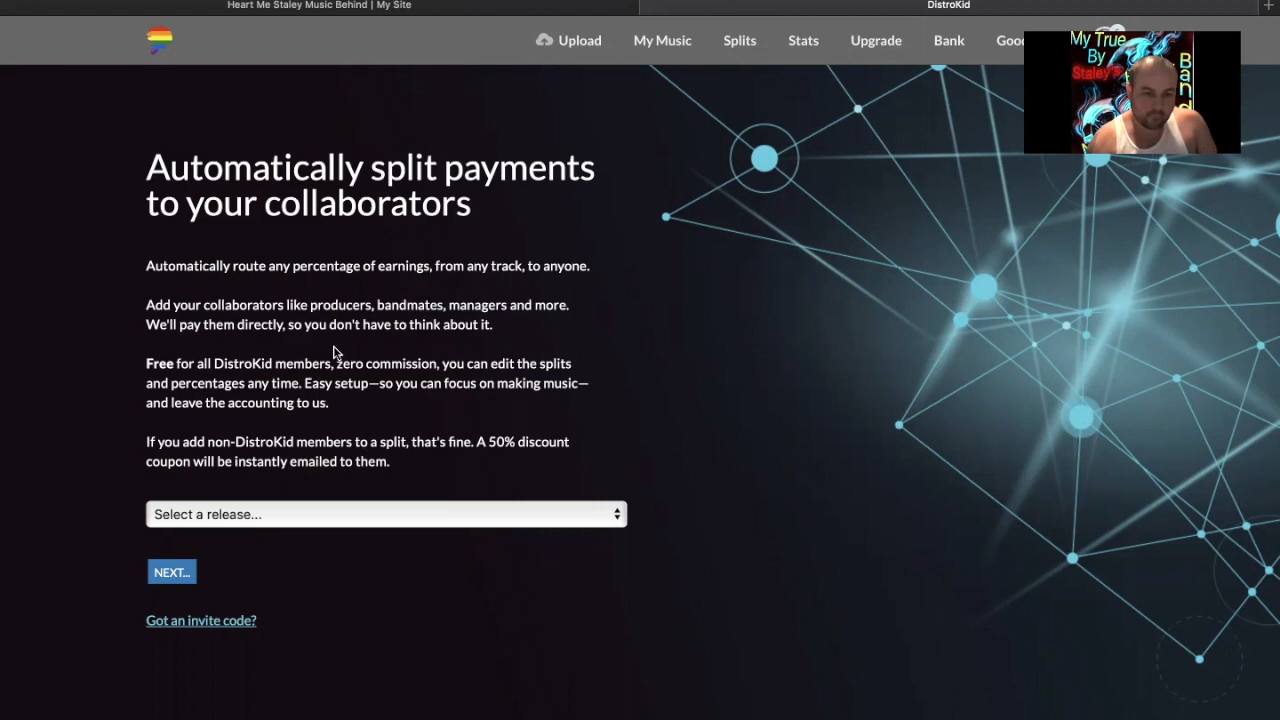 Heart Me Staley Music Behind | My Site
DistroKid
Upload
My Music
Splits
Stats
Upgrade
Bank
Automatically split payments
to your collaborators
Automatically route any percentage of earnings, from any track, to anyone.
Add your collaborators like producers, bandmates, managers and more.
We'll pay them directly, so you don't have to think about it.
Free for all DistroKid members, zero commission, you can edit the splits
and percentages any time. Easy setup—so you can focus on making music—
and leave the accounting to us.
If you add non-DistroKid members to a split, that's fine. A 50% discount
coupon will be instantly emailed to them.
Select a release...
NEXT...
Got an invite code?
My True
By
Staley's
Band